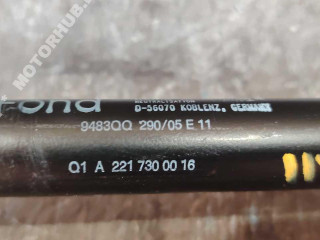 MOTORHUB
D-56070 KOBLENZ, GERMANY
9483QQ 290/05 E 11
Q1 A 221 730 00 16